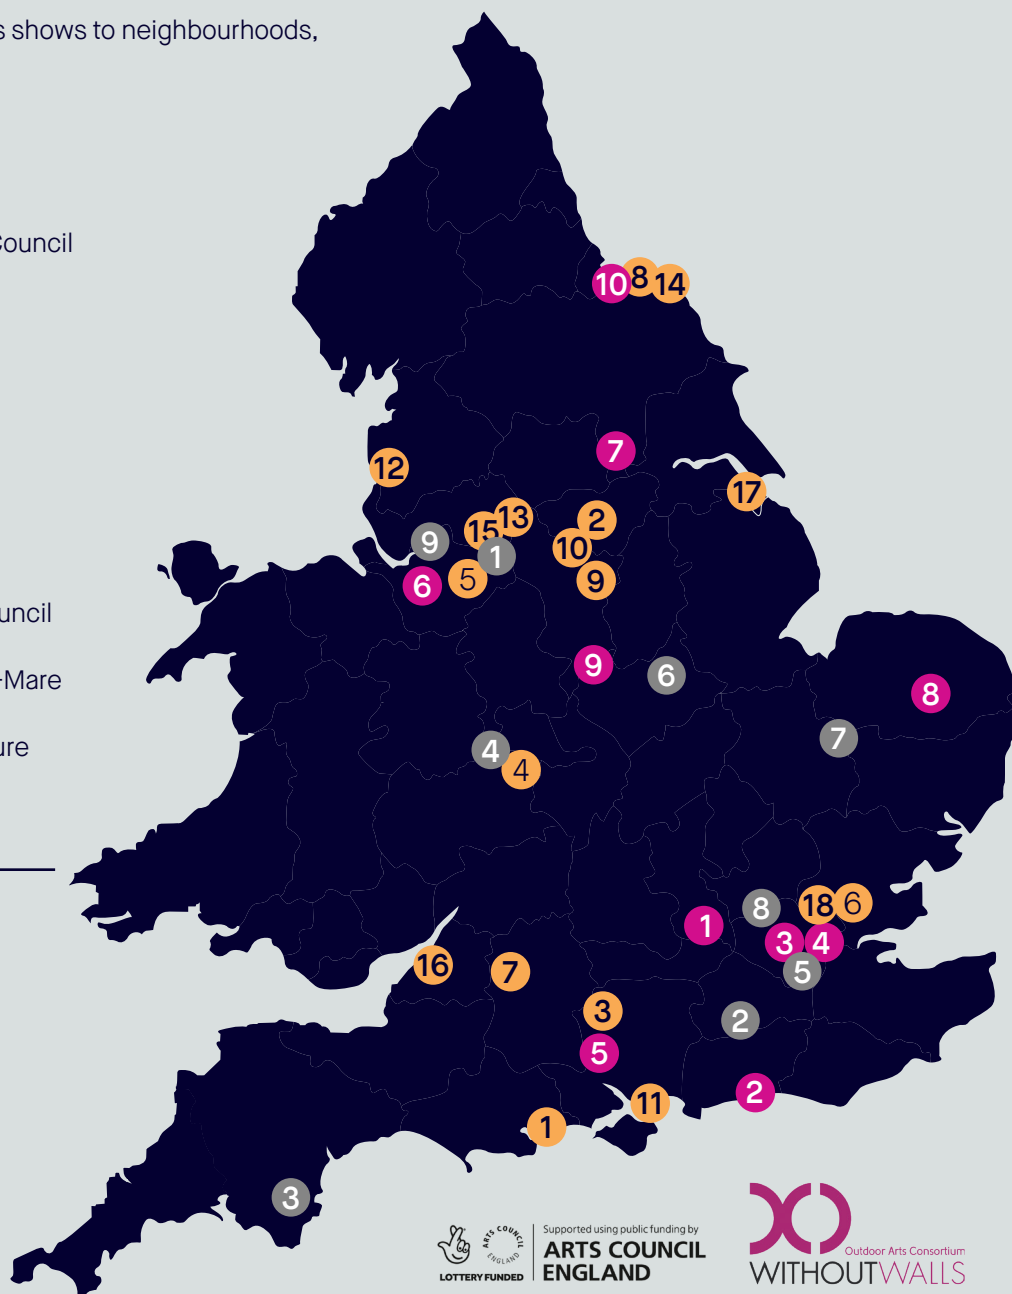 s shows to neighbourhoods,
Council
10
8
14
7
12
17
13
15
2
9
1
10
6
5
9
9
6
8
7
4
4
8
18
6
1
3
4
5
16
7
3
2
5
2
11
1
3
uncil
-Mare
ure
LOTTERY FUNDED
ARTS COUNCIL
ENGLAND
Supported using public funding by
ARTS COUNCIL
ENGLAND
Outdoor Arts Consortium
WITHOUTWALLS